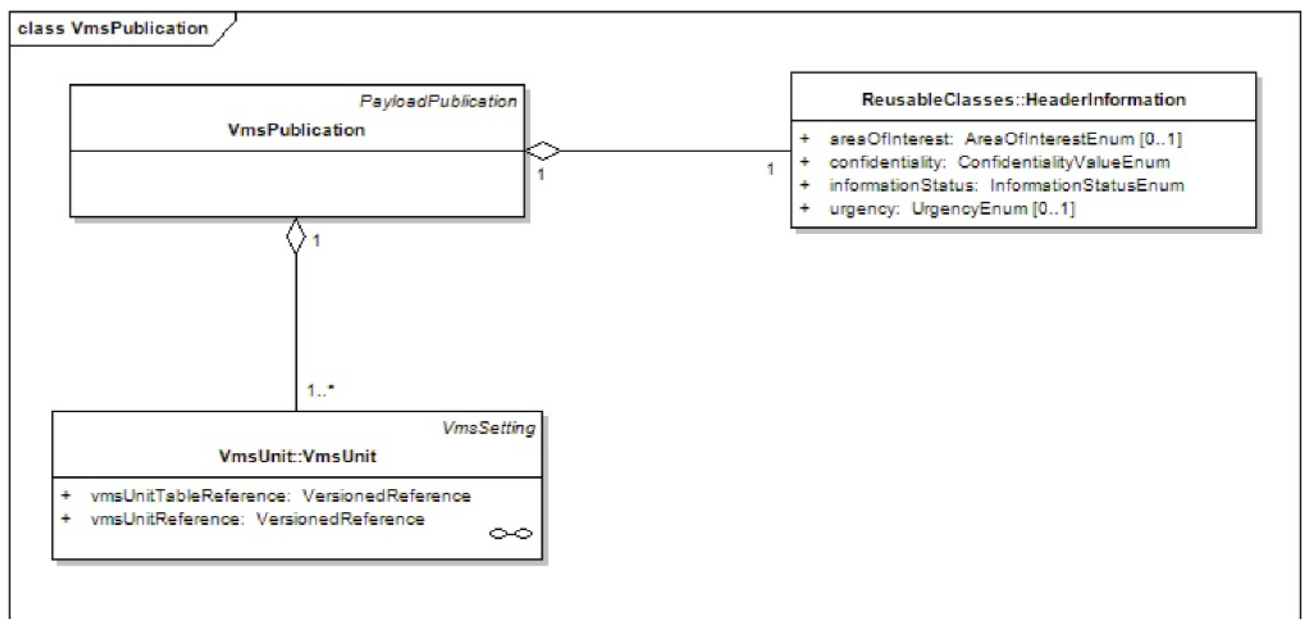 class VmsPublication
PayloadPublication
VmsPublication
1
1
ReusableClasses::HeaderInformation
+ areaOfInterest: AreaOfInterestEnum [0..1]
+ confidentiality: ConfidentialityValueEnum
+ informationStatus: InformationStatusEnum
+ urgency: UrgencyEnum [0..1]
1
1..*
VmsSetting
VmsUnit::VmsUnit
+ vmsUnitTableReference: VersionedReference
+ vmsUnitReference: VersionedReference